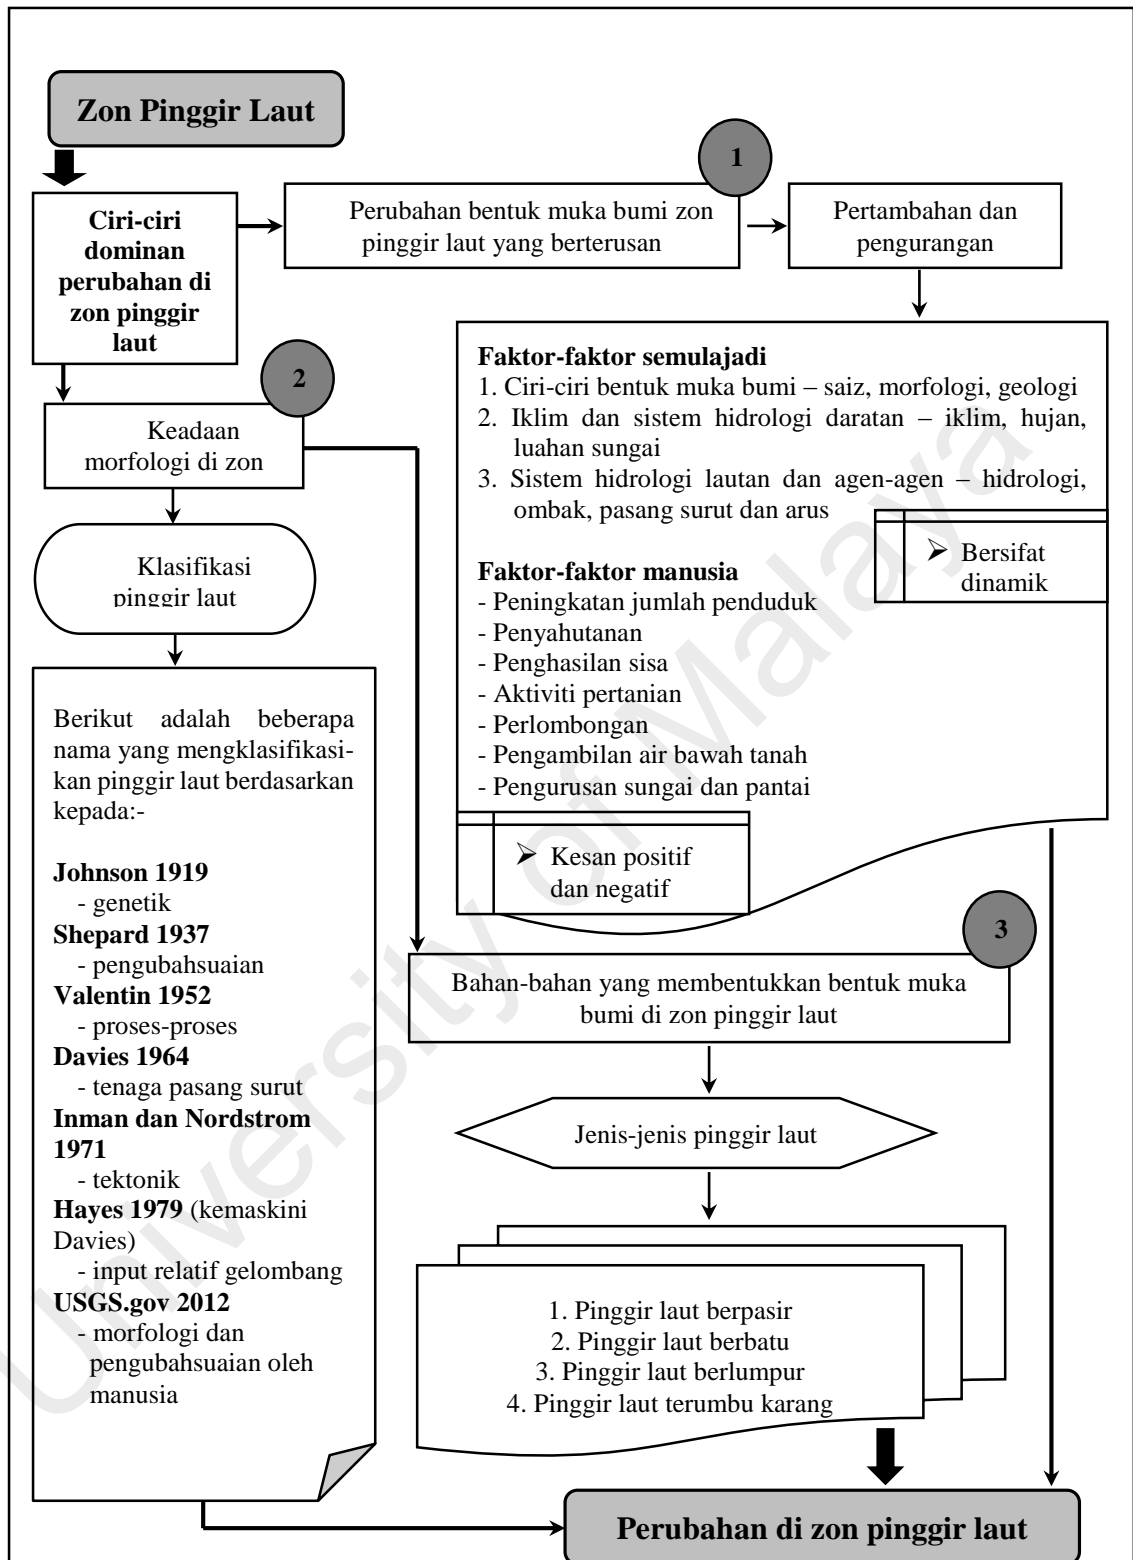 Zon Pinggir Laut
Ciri-ciri
dominan
perubahan di
zon pinggir
laut
1
Perubahan bentuk muka bumi zon
pinggir laut yang berterusan
Pertambahan dan
pengurangan
Faktor-faktor semulajadi
1. Ciri-ciri bentuk muka bumi – saiz, morfologi, geologi
2. Iklim dan sistem hidrologi daratan – iklim, hujan,
luahan sungai
3. Sistem hidrologi lautan dan agen-agen – hidrologi,
ombak, pasang surut dan arus
➢ Bersifat
dinamik
Faktor-faktor manusia
- Peningkatan jumlah penduduk
- Penyahutanan
- Penghasilan sisa
- Aktiviti pertanian
- Perlombongan
- Pengambilan air bawah tanah
- Pengurusan sungai dan pantai
➢ Kesan positif
dan negatif
2
Keadaan
morfologi di zon
Klasifikasi
pinggir laut
Berikut adalah beberapa
nama yang mengklasifikasi-
kan pinggir laut berdasarkan
kepada:-
Johnson 1919
- genetik
Shepard 1937
- pengubahsuaian
Valentin 1952
- proses-proses
Davies 1964
- tenaga pasang surut
Inman dan Nordstrom
1971
- tektonik
Hayes 1979 (kemaskini
Davies)
- input relatif gelombang
USGS.gov 2012
- morfologi dan
pengubahsuaian oleh
manusia
3
Bahan-bahan yang membentukkan bentuk muka
bumi di zon pinggir laut
Jenis-jenis pinggir laut
1. Pinggir laut berpasir
2. Pinggir laut berbatu
3. Pinggir laut berlumpur
4. Pinggir laut terumbu karang
Perubahan di zon pinggir laut
University of Malaya